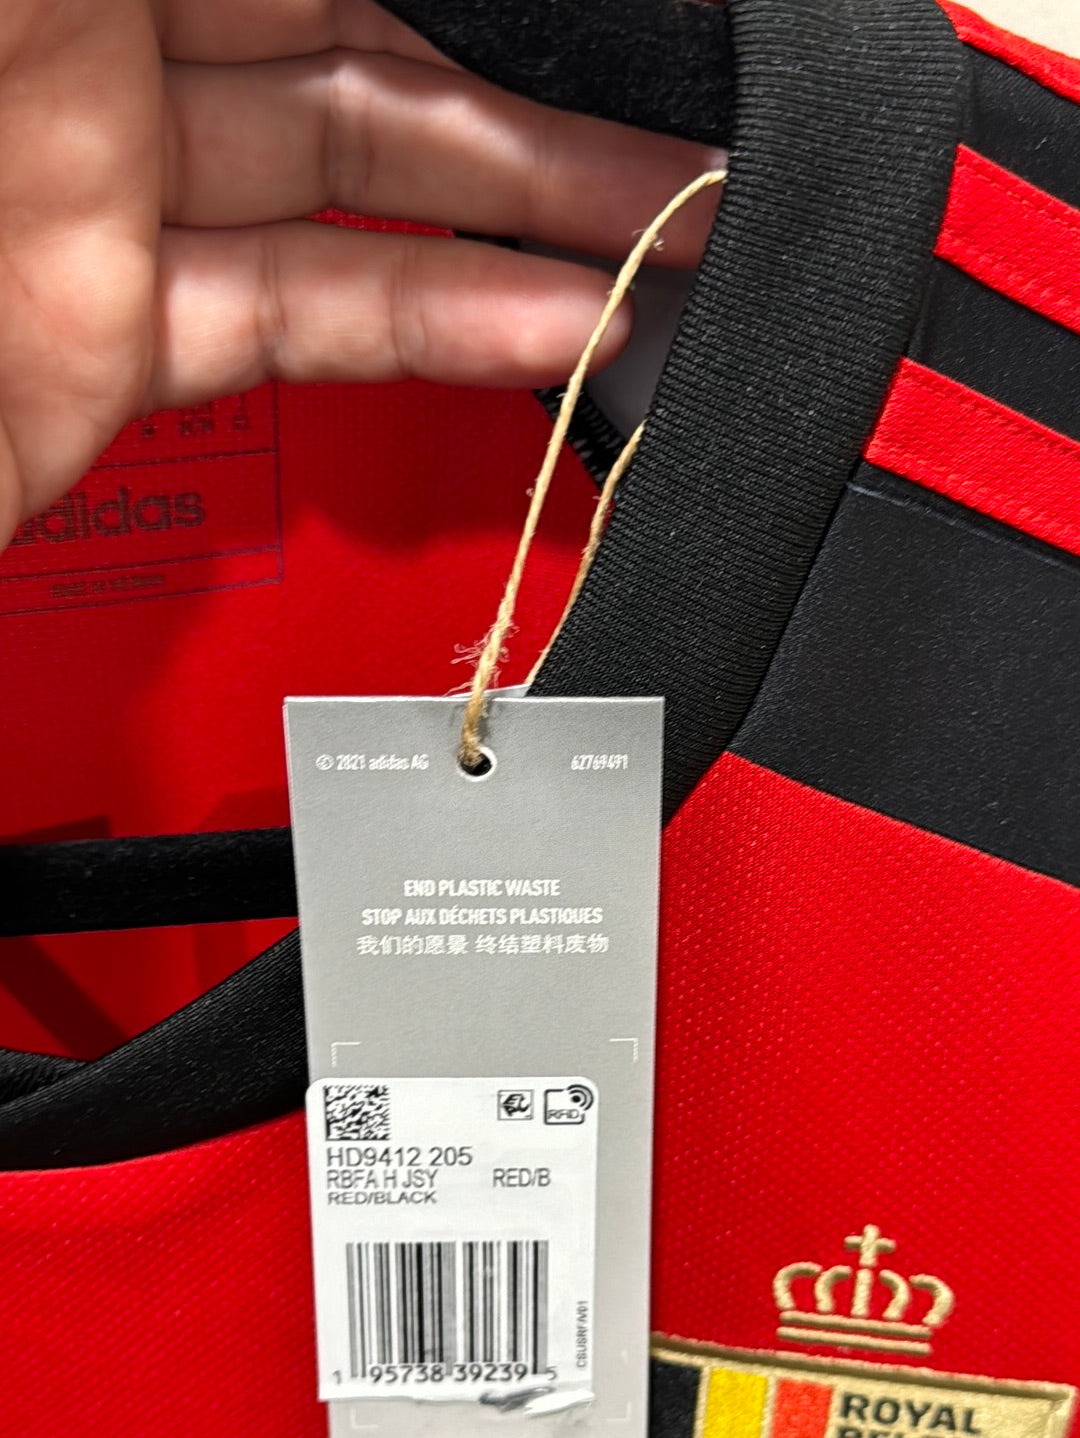 adidas
© 2021 adidas AG
62769491
END PLASTIC WASTE
STOP AUX DÉCHETS PLASTIQUES
我们的愿景 终结塑料废物
RFID
HD9412 205
RBFA H JSY RED/B
RED/BLACK
1 95738 39239 5
CSUSRFIV01
ROYAL